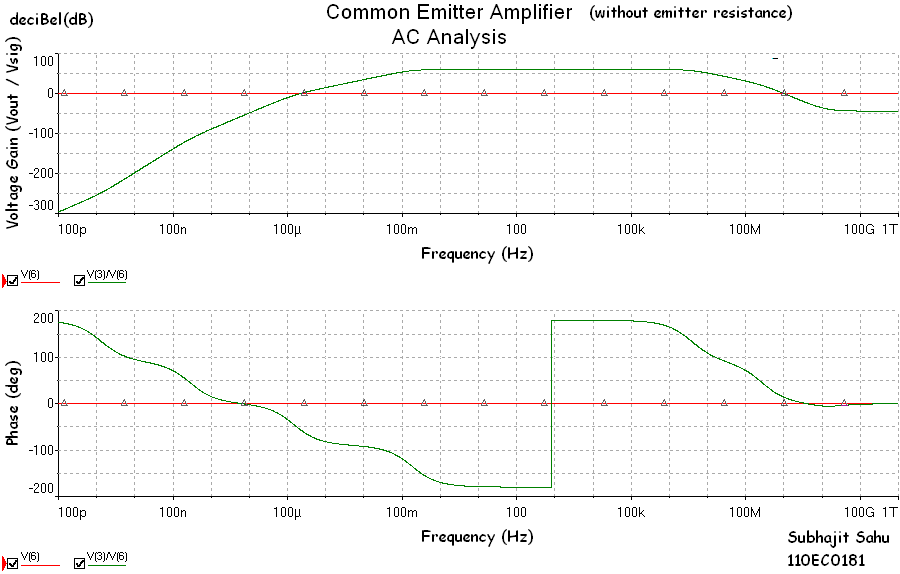 deciBel(dB)
Common Emitter Amplifier (without emitter resistance)
AC Analysis
Voltage Gain (Vout / Vsig)
100
0
-100
-200
-300
100p 100n 100µ 100m 100 100k 100M 100G 1T
Frequency (Hz)
V(6) V(3)/V(6)
Phase (deg)
200
100
0
-100
-200
100p 100n 100µ 100m 100 100k 100M 100G 1T
Frequency (Hz)
V(6) V(3)/V(6)
Subhajit Sahu
110EC0181